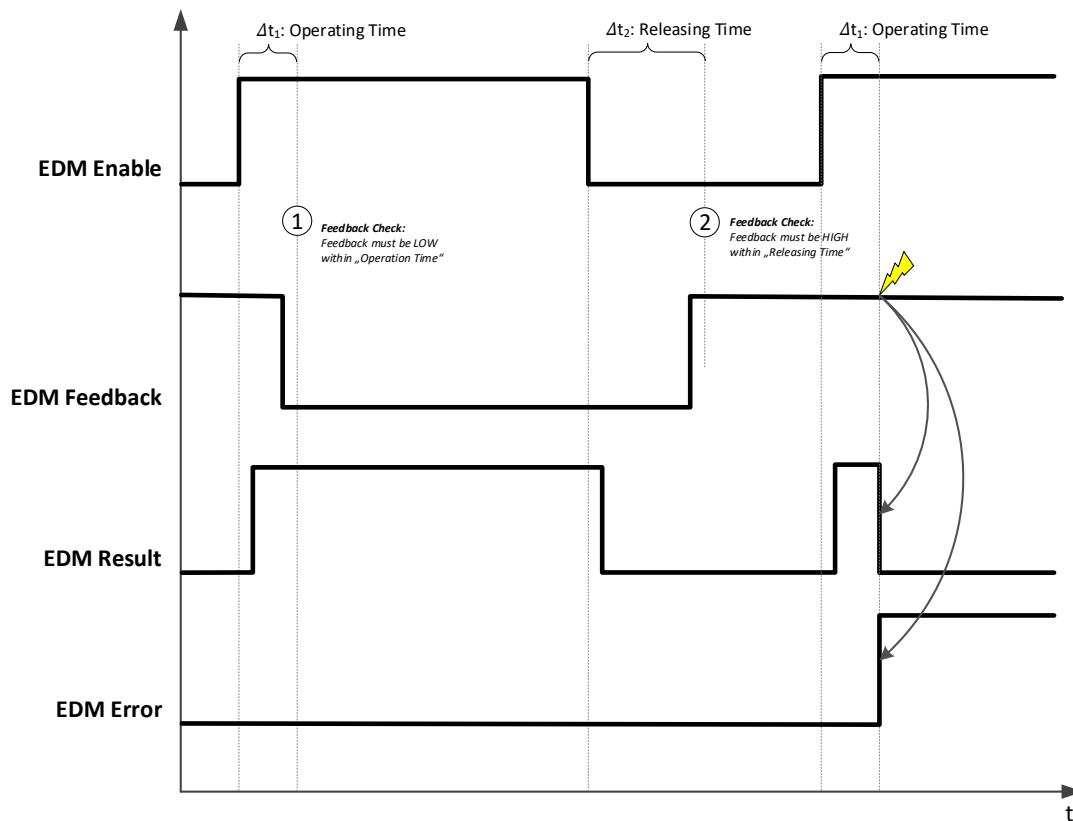 Δt₁: Operating Time
Δt₂: Releasing Time
Δt₁: Operating Time
EDM Enable
1
Feedback Check:
Feedback must be LOW
within „Operation Time“
2
Feedback Check:
Feedback must be HIGH
within „Releasing Time“
EDM Feedback
EDM Result
EDM Error
t